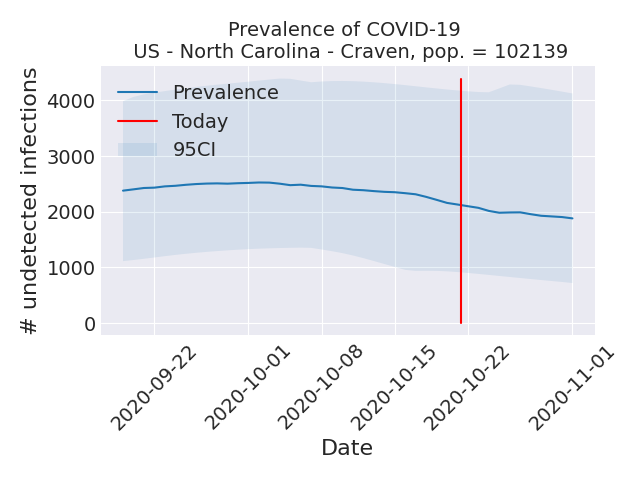 Prevalence of COVID-19
US - North Carolina - Craven, pop. = 102139
# undetected infections
4000
3000
2000
1000
0
Prevalence
Today
95CI
2020-09-22
2020-10-01
2020-10-08
2020-10-15
2020-10-22
2020-11-01
Date